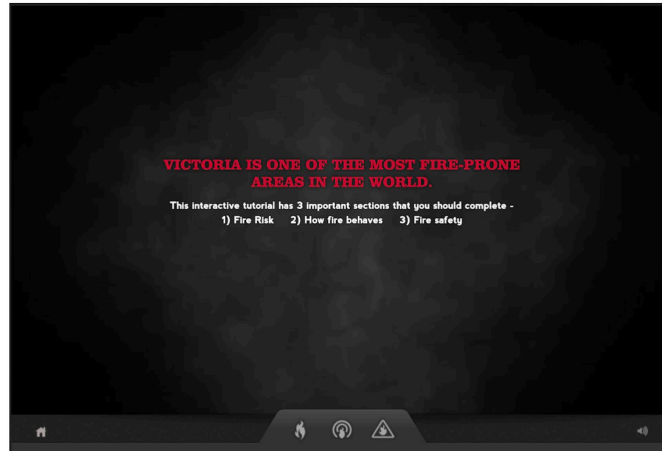 VICTORIA IS ONE OF THE MOST FIRE-PRONE
AREAS IN THE WORLD.
This interactive tutorial has 3 important sections that you should complete -
1) Fire Risk 2) How fire behaves 3) Fire safety